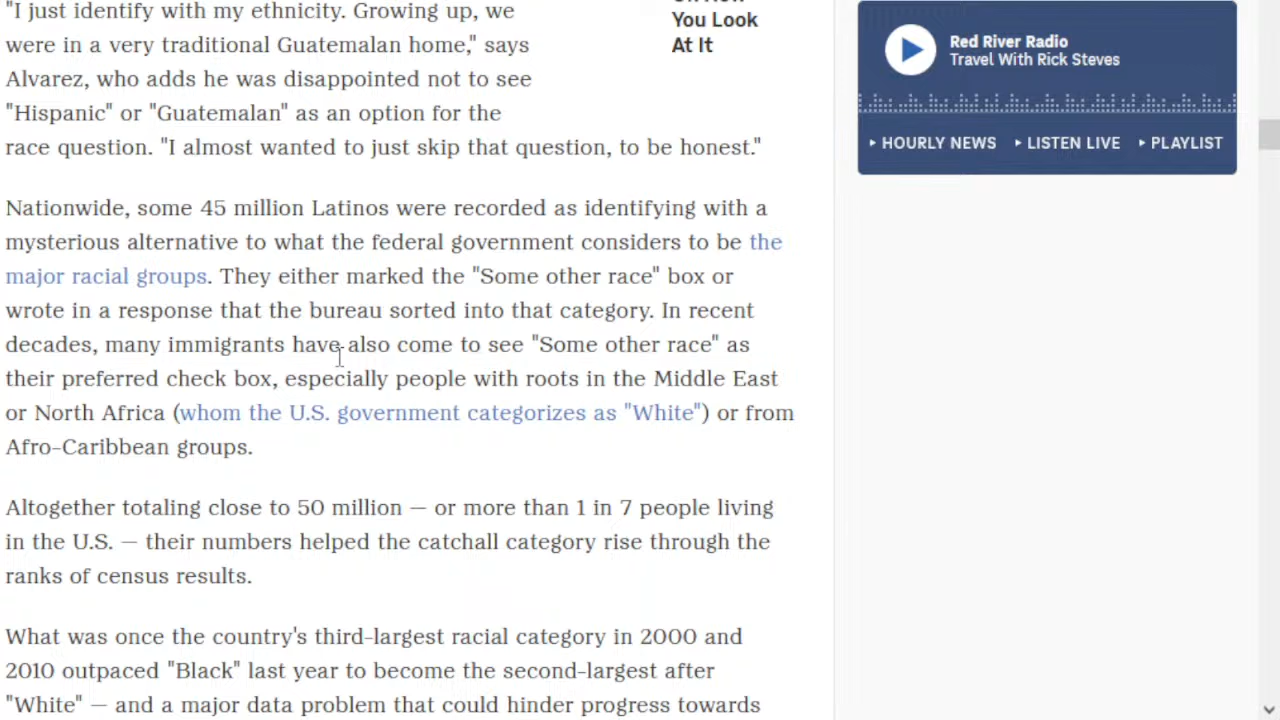 "I just identify with my ethnicity. Growing up, we
were in a very traditional Guatemalan home," says
Alvarez, who adds he was disappointed not to see
"Hispanic" or "Guatemalan" as an option for the
race question. "I almost wanted to just skip that question, to be honest."
You Look
At It
Nationwide, some 45 million Latinos were recorded as identifying with a
mysterious alternative to what the federal government considers to be the
major racial groups. They either marked the "Some other race" box or
wrote in a response that the bureau sorted into that category. In recent
decades, many immigrants have also come to see "Some other race" as
their preferred check box, especially people with roots in the Middle East
or North Africa (whom the U.S. government categorizes as "White") or from
Afro-Caribbean groups.
Altogether totaling close to 50 million — or more than 1 in 7 people living
in the U.S. — their numbers helped the catchall category rise through the
ranks of census results.
What was once the country's third-largest racial category in 2000 and
2010 outpaced "Black" last year to become the second-largest after
"White" — and a major data problem that could hinder progress towards
Red River Radio
Travel With Rick Steves
HOURLY NEWS LISTEN LIVE PLAYLIST